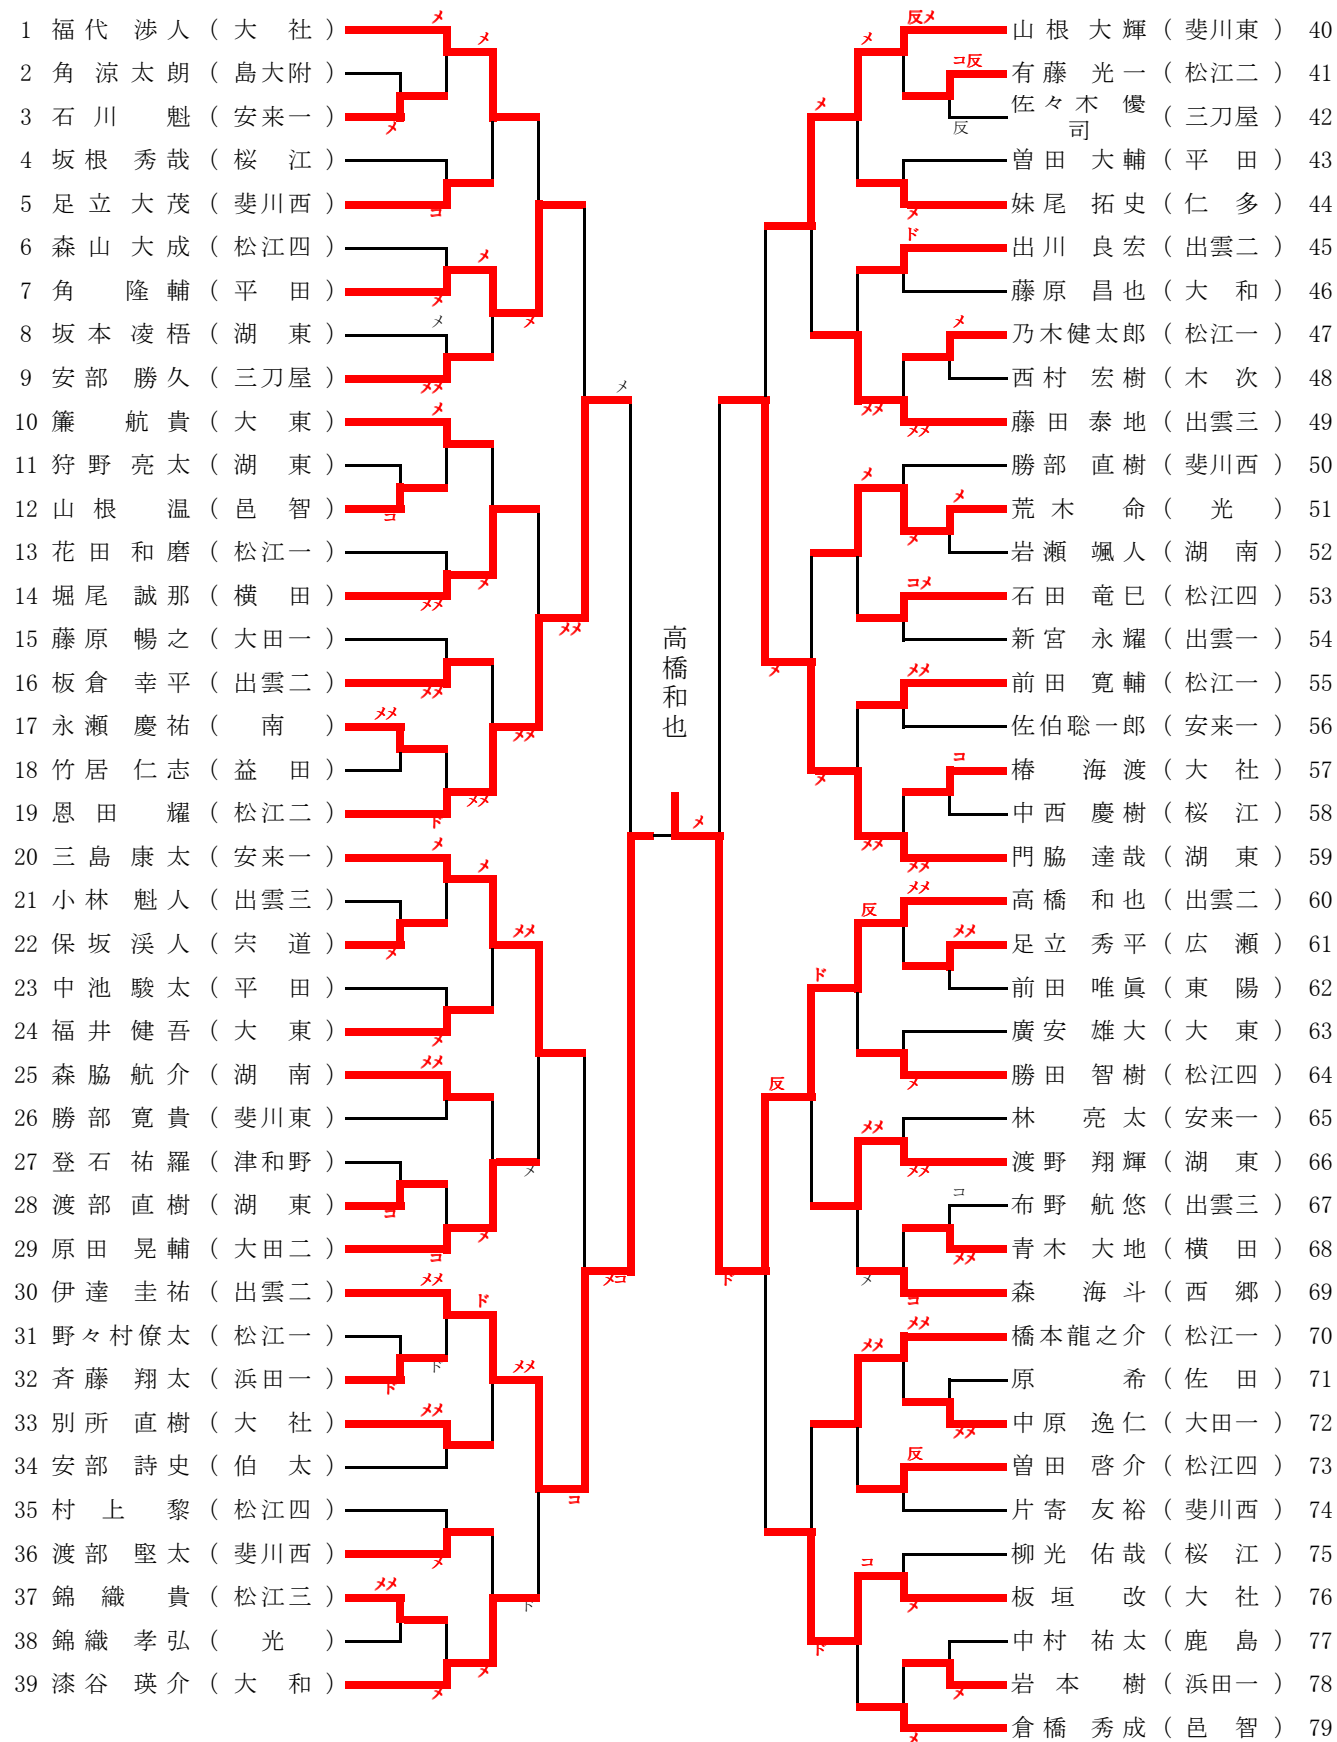 1 福代 渉人 ( 大 社 )
2 角 涼太朗 ( 島大附 )
3 石川 魁 ( 安来一 )
4 坂根 秀哉 ( 桜 江 )
5 足立 大茂 ( 斐川西 )
6 森山 大成 ( 松江四 )
7 角 隆輔 ( 平 田 )
8 坂本 凌梧 ( 湖 東 )
9 安部 勝久 ( 三刀屋 )
10 簾 航貴 ( 大 東 )
11 狩野 亮太 ( 湖 東 )
12 山根 温 ( 邑 智 )
13 花田 和磨 ( 松江一 )
14 堀尾 誠那 ( 横 田 )
15 藤原 暢之 ( 大田一 )
16 板倉 幸平 ( 出雲二 )
17 永瀬 慶祐 ( 南 )
18 竹居 仁志 ( 益 田 )
19 恩田 耀 ( 松江二 )
20 三島 康太 ( 安来一 )
21 小林 魁人 ( 出雲三 )
22 保坂 渓人 ( 宍 道 )
23 中池 駿太 ( 平 田 )
24 福井 健吾 ( 大 東 )
25 森脇 航介 ( 湖 南 )
26 勝部 寛貴 ( 斐川東 )
27 登石 祐羅 ( 津和野 )
28 渡部 直樹 ( 湖 東 )
29 原田 晃輔 ( 大田二 )
30 伊達 圭祐 ( 出雲二 )
31 野々村僚太 ( 松江一 )
32 斉藤 翔太 ( 浜田一 )
33 別所 直樹 ( 大 社 )
34 安部 詩史 ( 伯 太 )
35 村上 黎 ( 松江四 )
36 渡部 堅太 ( 斐川西 )
37 錦織 貴 ( 松江三 )
38 錦織 孝弘 ( 光 )
39 漆谷 瑛介 ( 大 和 )
高橋和也
山根 大輝 ( 斐川東 ) 40
有藤 光一 ( 松江二 ) 41
佐々木 優司 ( 三刀屋 ) 42
曽田 大輔 ( 平 田 ) 43
妹尾 拓史 ( 仁 多 ) 44
出川 良宏 ( 出雲二 ) 45
藤原 昌也 ( 大 和 ) 46
乃木健太郎 ( 松江一 ) 47
西村 宏樹 ( 木 次 ) 48
藤田 泰地 ( 出雲三 ) 49
勝部 直樹 ( 斐川西 ) 50
荒木 命 ( 光 ) 51
岩瀬 颯人 ( 湖 南 ) 52
石田 竜巳 ( 松江四 ) 53
新宮 永耀 ( 出雲一 ) 54
前田 寛輔 ( 松江一 ) 55
佐伯聡一郎 ( 安来一 ) 56
椿 海渡 ( 大 社 ) 57
中西 慶樹 ( 桜 江 ) 58
門脇 達哉 ( 湖 東 ) 59
高橋 和也 ( 出雲二 ) 60
足立 秀平 ( 広 瀬 ) 61
前田 唯眞 ( 東 陽 ) 62
廣安 雄大 ( 大 東 ) 63
勝田 智樹 ( 松江四 ) 64
林 亮太 ( 安来一 ) 65
渡野 翔輝 ( 湖 東 ) 66
布野 航悠 ( 出雲三 ) 67
青木 大地 ( 横 田 ) 68
森 海斗 ( 西 郷 ) 69
橋本龍之介 ( 松江一 ) 70
原 希 ( 佐 田 ) 71
中原 逸仁 ( 大田一 ) 72
曽田 啓介 ( 松江四 ) 73
片寄 友裕 ( 斐川西 ) 74
柳光 佑哉 ( 桜 江 ) 75
板垣 改 ( 大 社 ) 76
中村 祐太 ( 鹿 島 ) 77
岩本 樹 ( 浜田一 ) 78
倉橋 秀成 ( 邑 智 ) 79